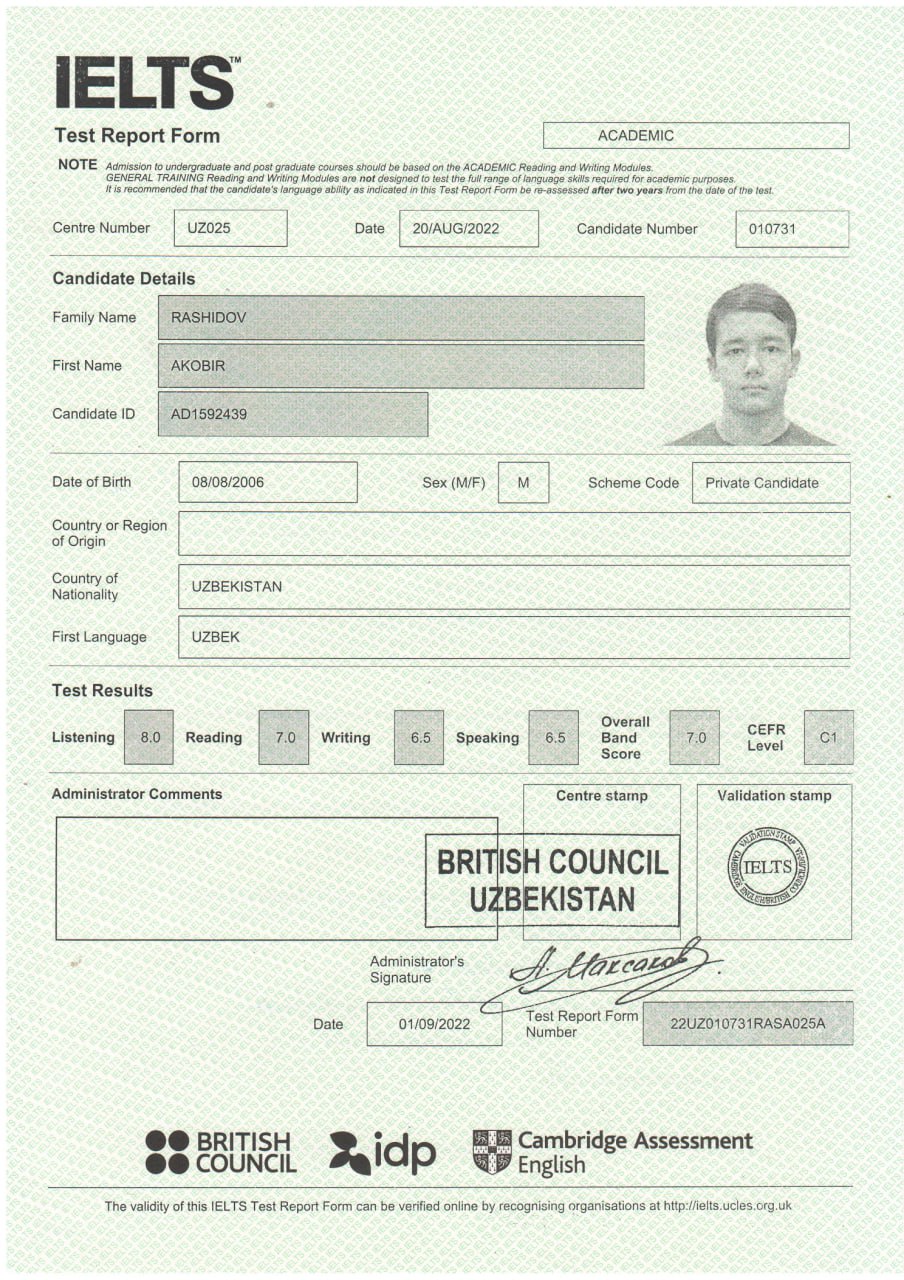 IELTS™
Test Report Form
ACADEMIC
NOTE Admission to undergraduate and post graduate courses should be based on the ACADEMIC Reading and Writing Modules.
GENERAL TRAINING Reading and Writing Modules are not designed to test the full range of language skills required for academic purposes.
It is recommended that the candidate's language ability as indicated in this Test Report Form be re-assessed after two years from the date of the test.
Centre Number UZ025 Date 20/AUG/2022 Candidate Number 010731
Candidate Details
Family Name RASHIDOV
First Name AKOBIR
Candidate ID AD1592439
Date of Birth 08/08/2006 Sex (M/F) M Scheme Code Private Candidate
Country or Region
of Origin
Country of
Nationality UZBEKISTAN
First Language UZBEK
Test Results
Listening 8.0 Reading 7.0 Writing 6.5 Speaking 6.5 Overall Band Score 7.0 CEFR Level C1
Administrator Comments
Centre stamp
Validation stamp
BRITISH COUNCIL
UZBEKISTAN
VALIDATION STAMP
IELTS
CAMBRIDGE ENGLISH/BRITISH COUNCIL/IDP:IA
Administrator's
Signature
А. Максаков
Date 01/09/2022
Test Report Form
Number 22UZ010731RASA025A
BRITISH
COUNCIL
idp
Cambridge Assessment
English
The validity of this IELTS Test Report Form can be verified online by recognising organisations at http://ielts.ucles.org.uk